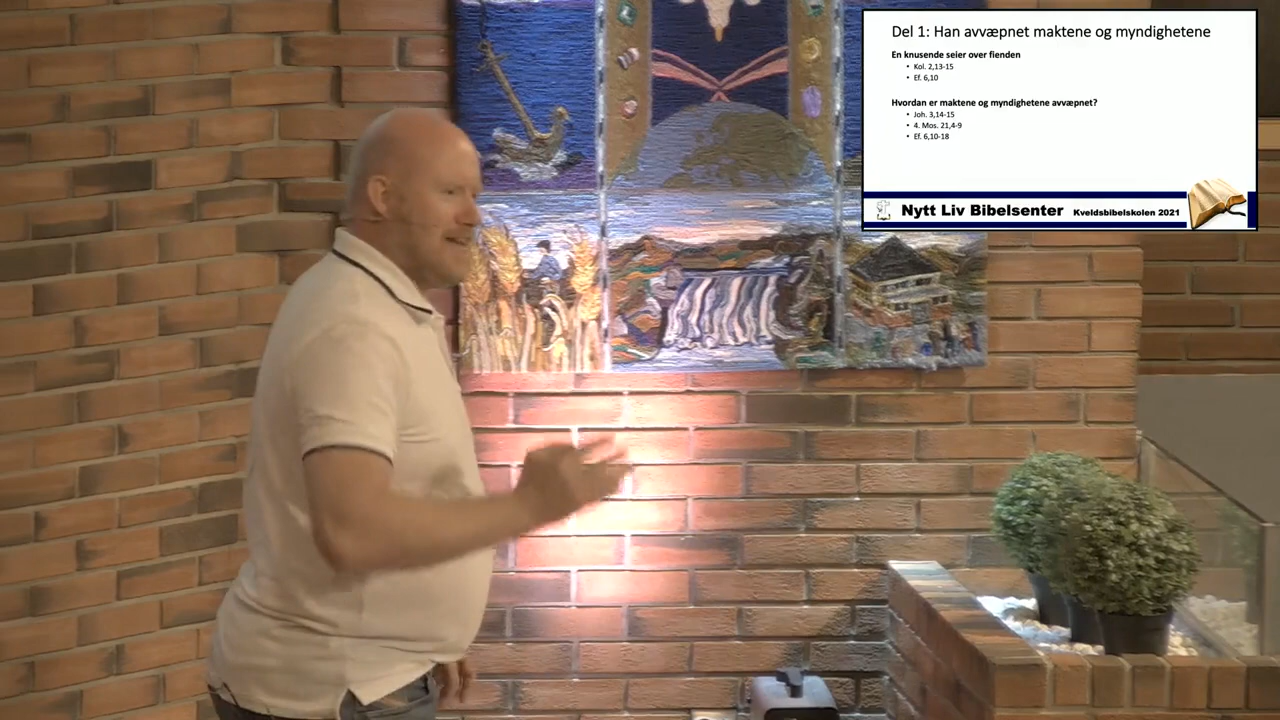 Del 1: Han avvæpnet maktene og myndighetene
En knusende seier over fienden
• Kol. 2,13-15
• Ef. 6,10
Hvordan er maktene og myndighetene avvæpnet?
• Joh. 3,14-15
• 4. Mos. 21,4-9
• Ef. 6,10-18
Nytt Liv Bibelsenter Kveldsbibelskolen 2021